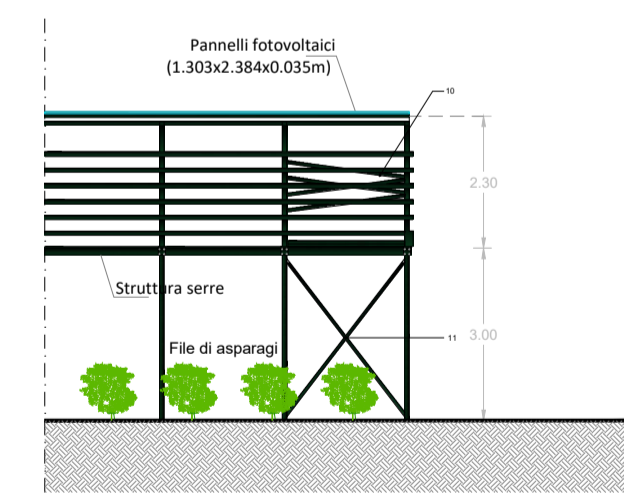 Pannelli fotovoltaici
(1.303x2.384x0.035m)
10
2.30
Struttura serre
11
3.00
File di asparagi